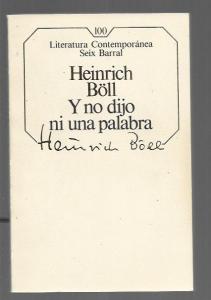 100
Literatura Contemporánea
Seix Barral
Heinrich
Böll
Y no dijo
ni una palabra
Heinrich Böll